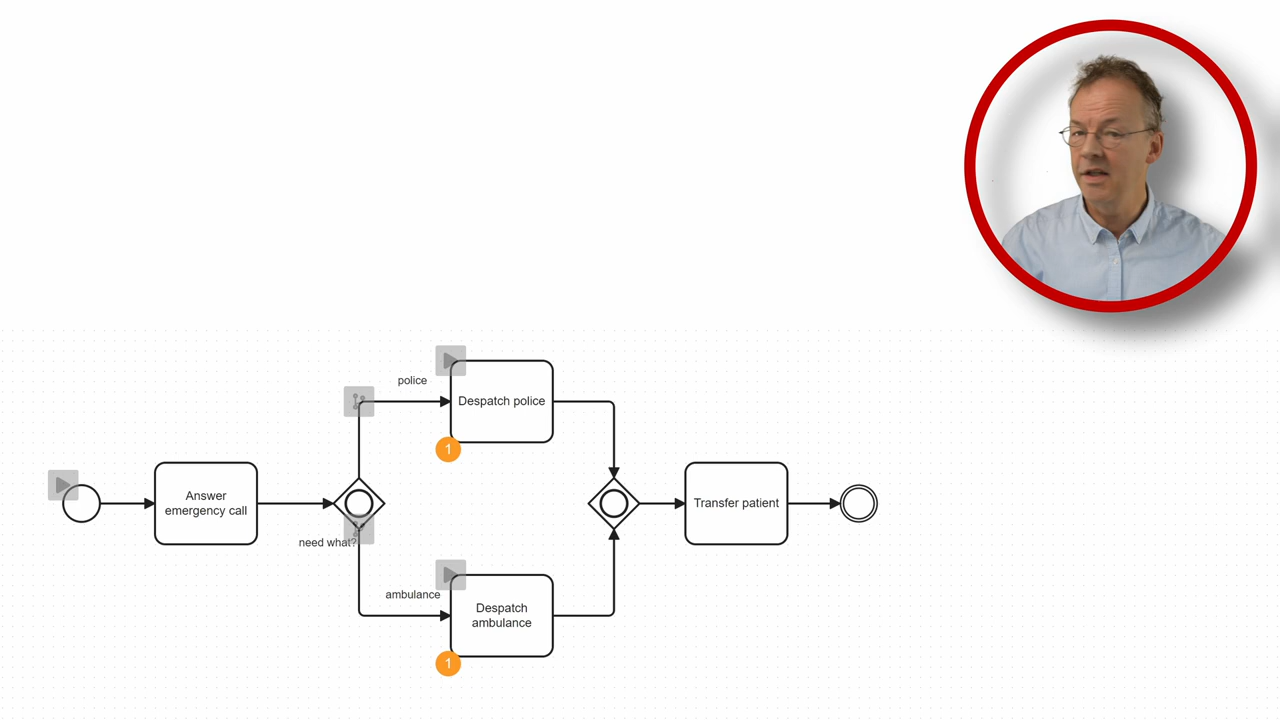 police
Despatch police
1
Answer
emergency call
Transfer patient
need what?
ambulance
Despatch
ambulance
1